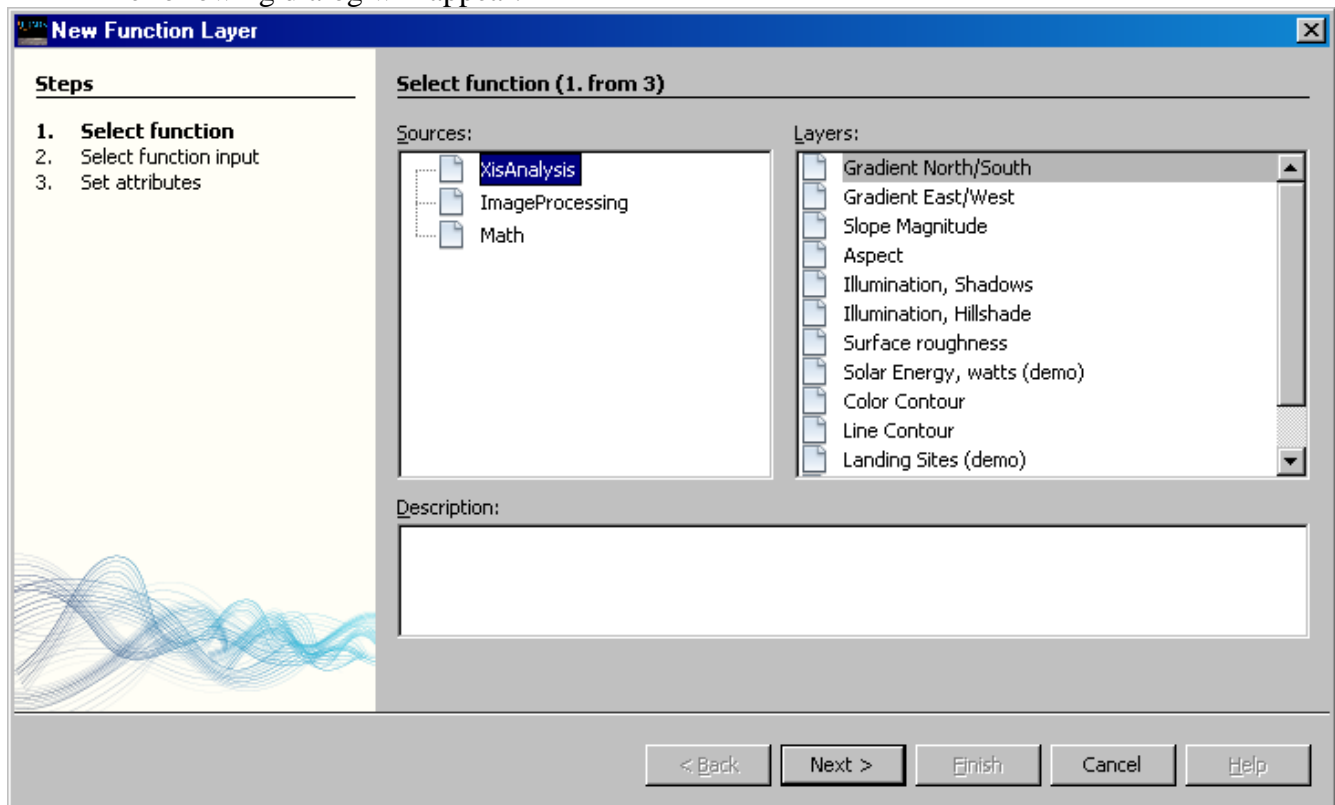 New Function Layer
Steps
1. Select function
2. Select function input
3. Set attributes
Select function (1. from 3)
Sources:
XisAnalysis
ImageProcessing
Math
Layers:
Gradient North/South
Gradient East/West
Slope Magnitude
Aspect
Illumination, Shadows
Illumination, Hillshade
Surface roughness
Solar Energy, watts (demo)
Color Contour
Line Contour
Landing Sites (demo)
Description:
< Back
Next >
Finish
Cancel
Help